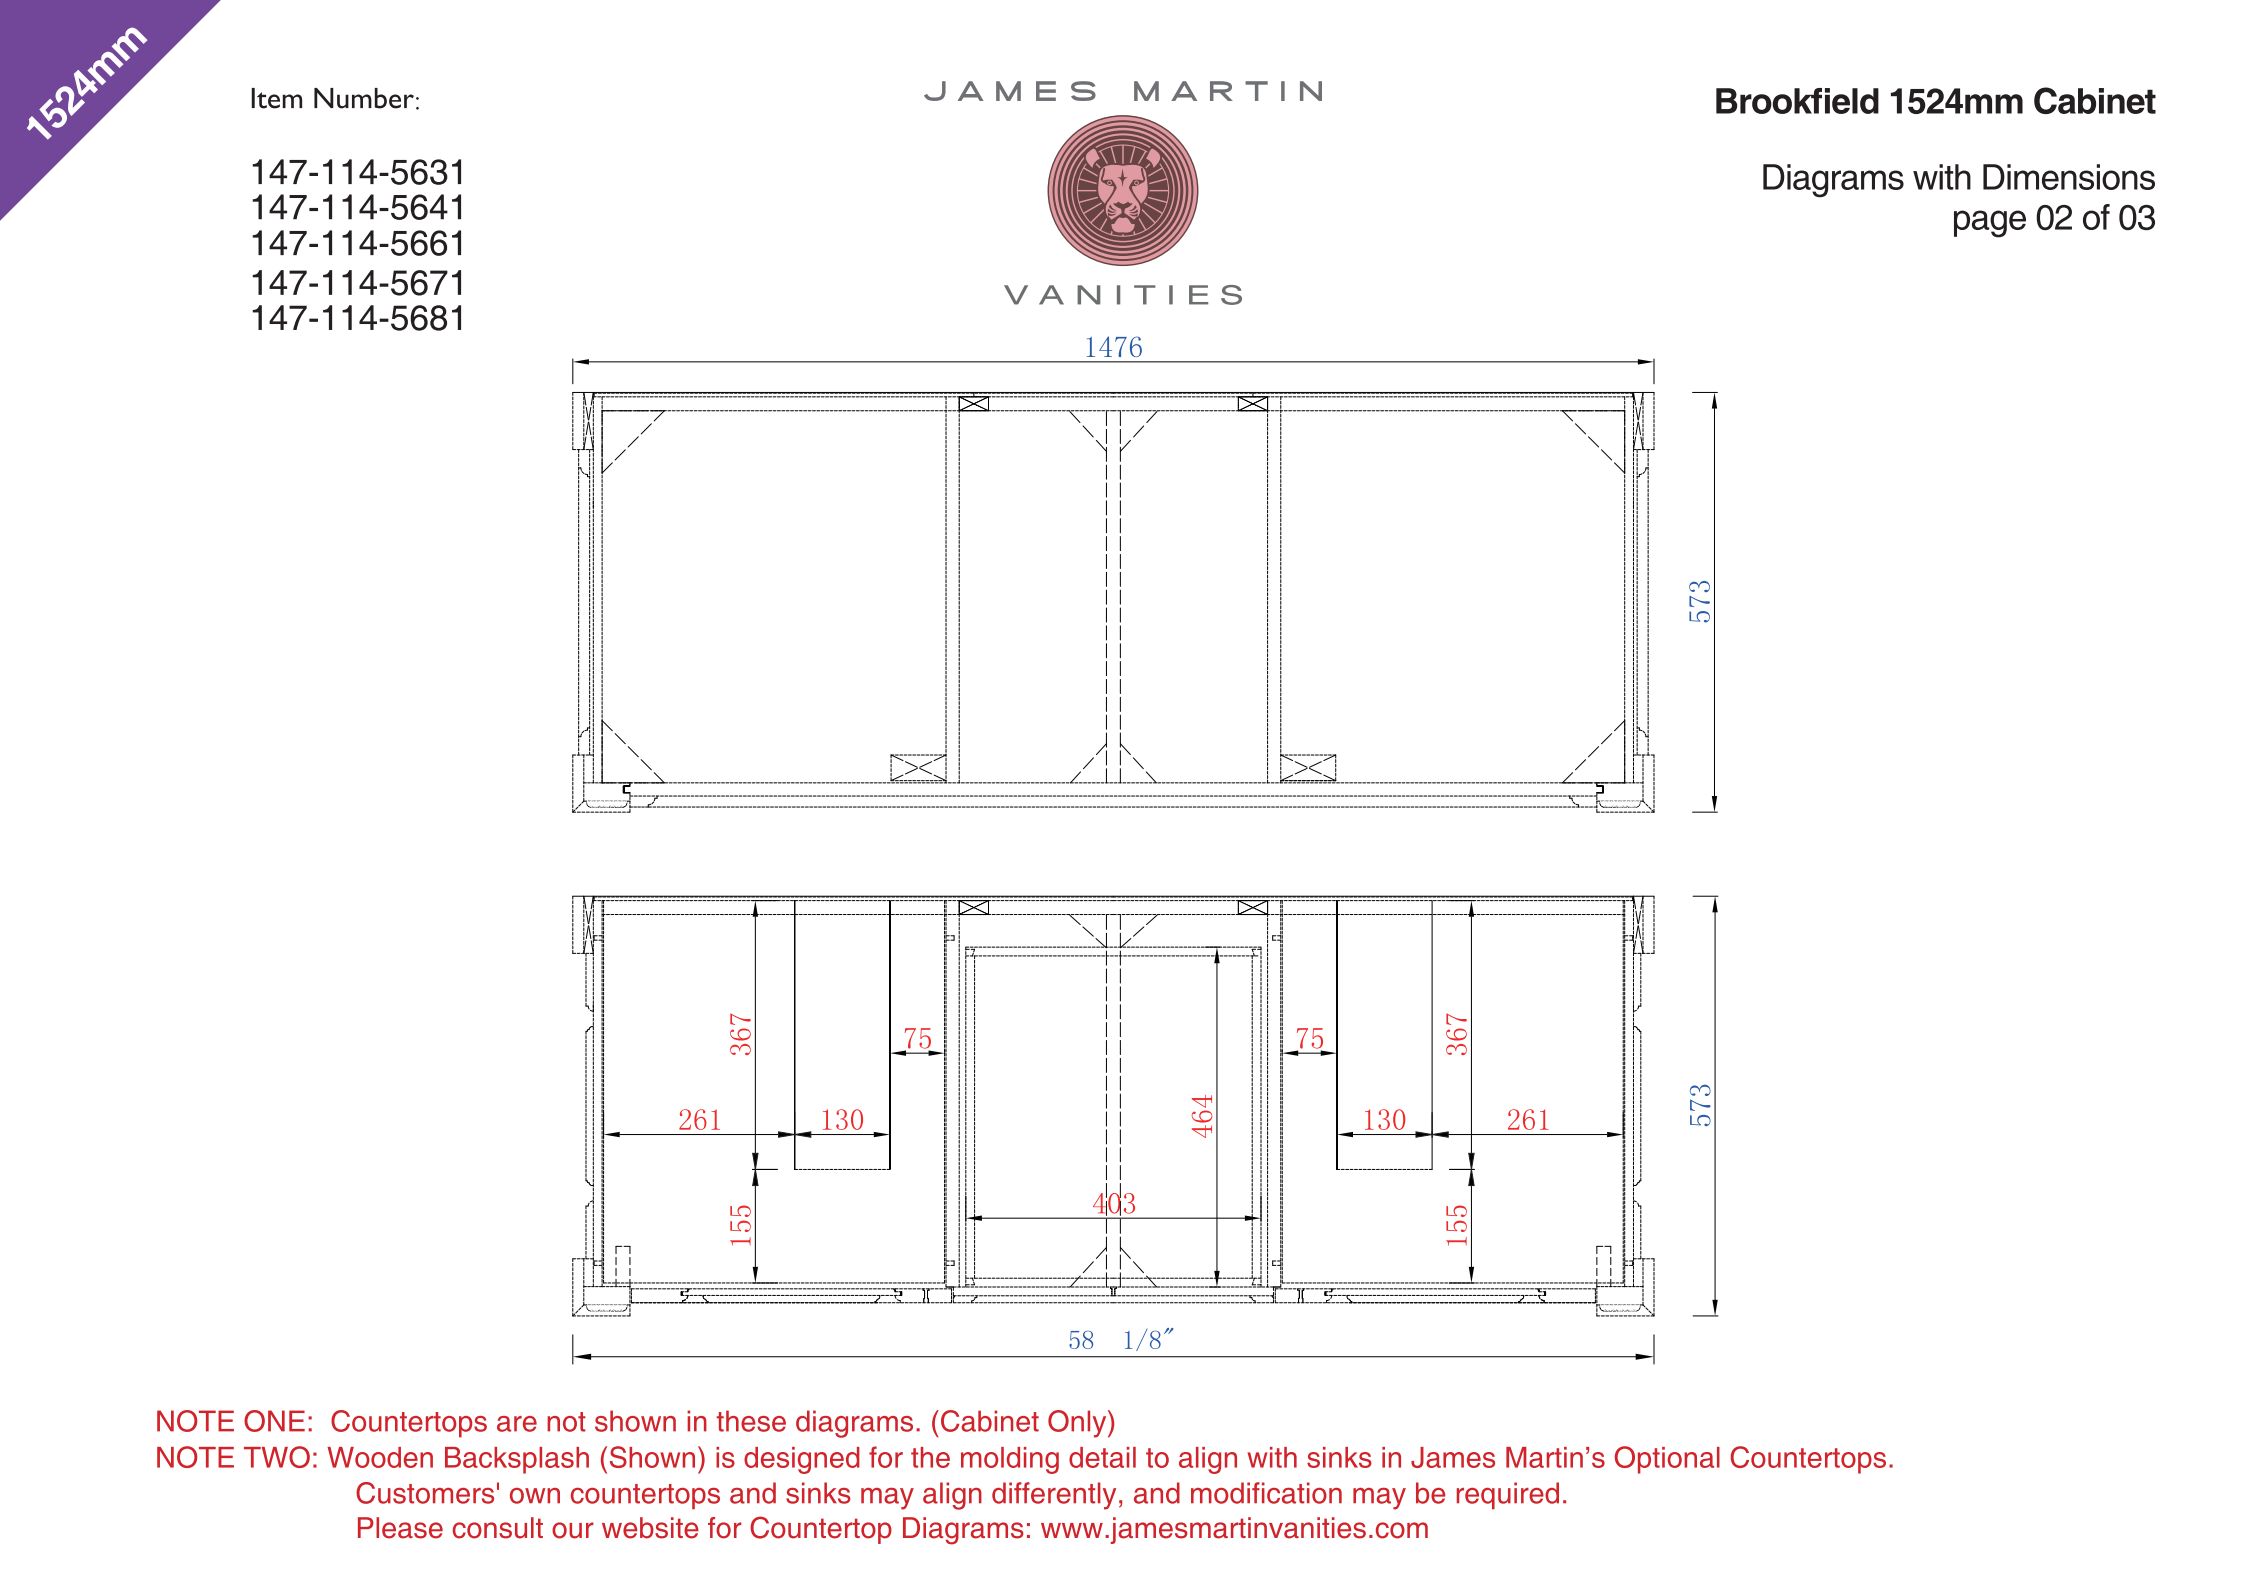 1524mm
Item Number:
147-114-5631
147-114-5641
147-114-5661
147-114-5671
147-114-5681
JAMES MARTIN
VANITIES
Brookfield 1524mm Cabinet
Diagrams with Dimensions
page 02 of 03
1476
573
367
75
75
367
261
130
464
130
261
573
403
155
155
58 1/8"
NOTE ONE: Countertops are not shown in these diagrams. (Cabinet Only)
NOTE TWO: Wooden Backsplash (Shown) is designed for the molding detail to align with sinks in James Martin’s Optional Countertops.
Customers' own countertops and sinks may align differently, and modification may be required.
Please consult our website for Countertop Diagrams: www.jamesmartinvanities.com